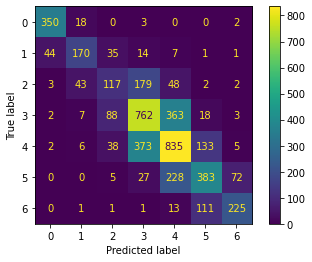 0 350 18 0 3 0 0 2
1 44 170 35 14 7 1 1
2 3 43 117 179 48 2 2
3 2 7 88 762 363 18 3
4 2 6 38 373 835 133 5
5 0 0 5 27 228 383 72
6 0 1 1 1 13 111 225
0 1 2 3 4 5 6
Predicted label
True label
800
700
600
500
400
300
200
100
0